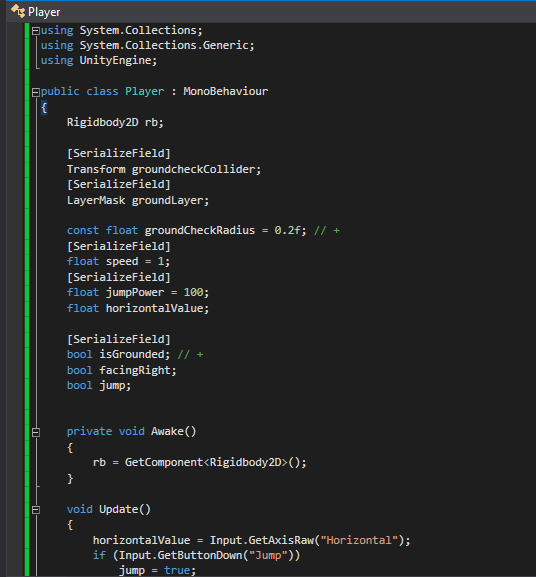 Player
using System.Collections;
using System.Collections.Generic;
using UnityEngine;
public class Player : MonoBehaviour
{
Rigidbody2D rb;
[SerializeField]
Transform groundcheckCollider;
[SerializeField]
LayerMask groundLayer;
const float groundCheckRadius = 0.2f; // +
[SerializeField]
float speed = 1;
[SerializeField]
float jumpPower = 100;
float horizontalValue;
[SerializeField]
bool isGrounded; // +
bool facingRight;
bool jump;
private void Awake()
{
rb = GetComponent<Rigidbody2D>();
}
void Update()
{
horizontalValue = Input.GetAxisRaw("Horizontal");
if (Input.GetButtonDown("Jump"))
jump = true;